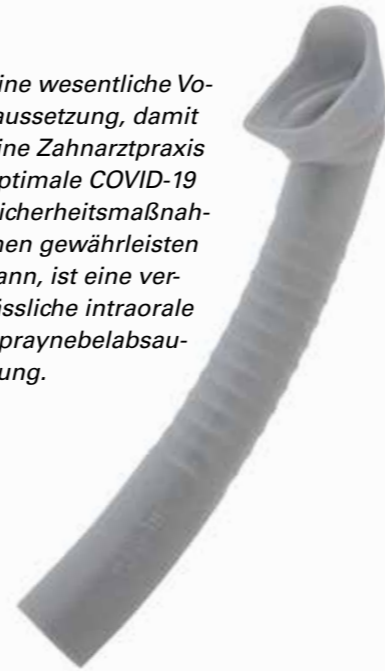 ine wesentliche Vo-
aussetzung, damit
ine Zahnarztpraxis
ptimale COVID-19
icherheitsmaßnah-
nen gewährleisten
ann, ist eine ver-
ässliche intraorale
praynebelabsau-
ung.